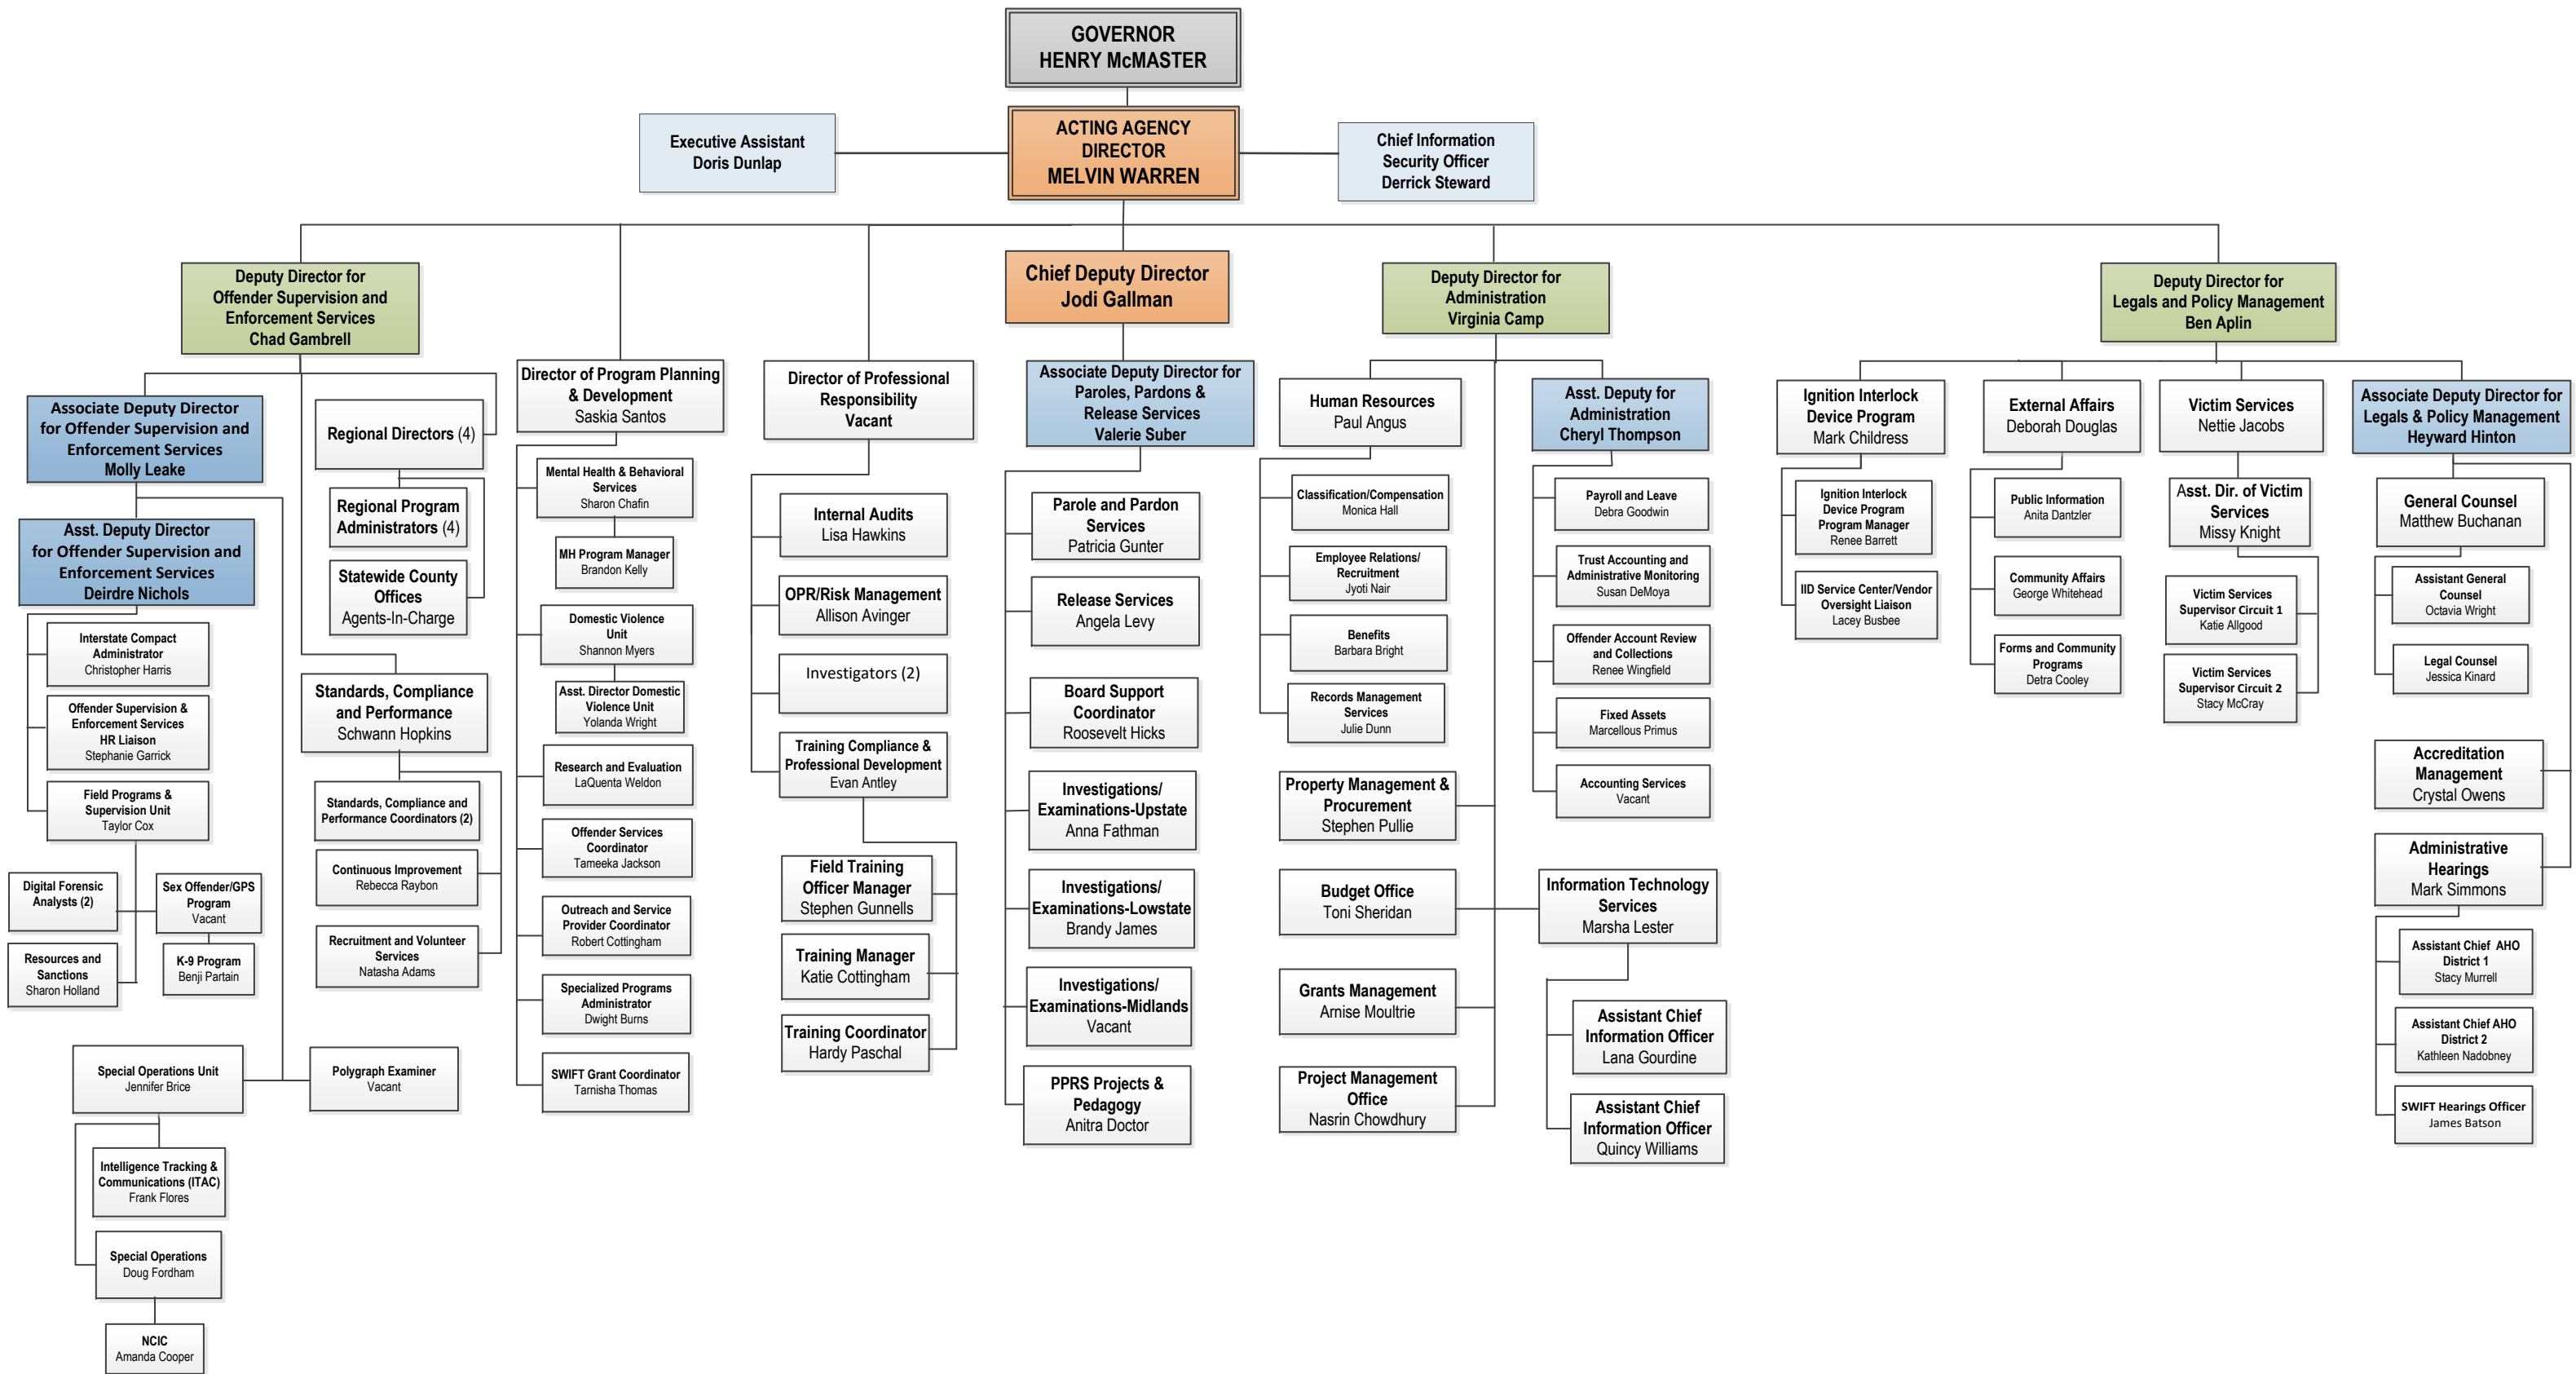 GOVERNOR
HENRY McMASTER
Executive Assistant
Doris Dunlap
ACTING AGENCY
DIRECTOR
MELVIN WARREN
Chief Information
Security Officer
Derrick Steward
Deputy Director for
Offender Supervision and
Enforcement Services
Chad Gambrell
Associate Deputy Director
for Offender Supervision and
Enforcement Services
Molly Leake
Asst. Deputy Director
for Offender Supervision and
Enforcement Services
Deirdre Nichols
Interstate Compact
Administrator
Christopher Harris
Offender Supervision &
Enforcement Services
HR Liaison
Stephanie Garrick
Field Programs &
Supervision Unit
Taylor Cox
Digital Forensic
Analysts (2)
Sex Offender/GPS
Program
Vacant
Resources and
Sanctions
Sharon Holland
K-9 Program
Benji Partain
Special Operations Unit
Jennifer Brice
Polygraph Examiner
Vacant
Intelligence Tracking &
Communications (ITAC)
Frank Flores
Special Operations
Doug Fordham
NCIC
Amanda Cooper
Regional Directors (4)
Regional Program
Administrators (4)
Statewide County
Offices
Agents-In-Charge
Standards, Compliance
and Performance
Schwann Hopkins
Standards, Compliance and
Performance Coordinators (2)
Continuous Improvement
Rebecca Raybon
Recruitment and Volunteer
Services
Natasha Adams
Director of Program Planning
& Development
Saskia Santos
Mental Health & Behavioral
Services
Sharon Chafin
MH Program Manager
Brandon Kelly
Domestic Violence
Unit
Shannon Myers
Asst. Director Domestic
Violence Unit
Yolanda Wright
Research and Evaluation
LaQuenta Weldon
Offender Services
Coordinator
Tameeka Jackson
Outreach and Service
Provider Coordinator
Robert Cottingham
Specialized Programs
Administrator
Dwight Burns
SWIFT Grant Coordinator
Tarnisha Thomas
Director of Professional
Responsibility
Vacant
Internal Audits
Lisa Hawkins
OPR/Risk Management
Allison Avinger
Investigators (2)
Training Compliance &
Professional Development
Evan Antley
Field Training
Officer Manager
Stephen Gunnells
Training Manager
Katie Cottingham
Training Coordinator
Hardy Paschal
Chief Deputy Director
Jodi Gallman
Associate Deputy Director for
Paroles, Pardons &
Release Services
Valerie Suber
Parole and Pardon
Services
Patricia Gunter
Release Services
Angela Levy
Board Support
Coordinator
Roosevelt Hicks
Investigations/
Examinations-Upstate
Anna Fathman
Investigations/
Examinations-Lowstate
Brandy James
Investigations/
Examinations-Midlands
Vacant
PPRS Projects &
Pedagogy
Anitra Doctor
Deputy Director for
Administration
Virginia Camp
Human Resources
Paul Angus
Classification/Compensation
Monica Hall
Employee Relations/
Recruitment
Jyoti Nair
Benefits
Barbara Bright
Records Management
Services
Julie Dunn
Property Management &
Procurement
Stephen Pullie
Budget Office
Toni Sheridan
Grants Management
Arnise Moultrie
Project Management
Office
Nasrin Chowdhury
Asst. Deputy for
Administration
Cheryl Thompson
Payroll and Leave
Debra Goodwin
Trust Accounting and
Administrative Monitoring
Susan DeMoya
Offender Account Review
and Collections
Renee Wingfield
Fixed Assets
Marcellous Primus
Accounting Services
Vacant
Information Technology
Services
Marsha Lester
Assistant Chief
Information Officer
Lana Gourdine
Assistant Chief
Information Officer
Quincy Williams
Deputy Director for
Legals and Policy Management
Ben Aplin
Ignition Interlock
Device Program
Mark Childress
Ignition Interlock
Device Program
Program Manager
Renee Barrett
IID Service Center/Vendor
Oversight Liaison
Lacey Busbee
External Affairs
Deborah Douglas
Public Information
Anita Dantzler
Community Affairs
George Whitehead
Forms and Community
Programs
Detra Cooley
Victim Services
Nettie Jacobs
Asst. Dir. of Victim
Services
Missy Knight
Victim Services
Supervisor Circuit 1
Katie Allgood
Victim Services
Supervisor Circuit 2
Stacy McCray
Associate Deputy Director for
Legals & Policy Management
Heyward Hinton
General Counsel
Matthew Buchanan
Assistant General
Counsel
Octavia Wright
Legal Counsel
Jessica Kinard
Accreditation
Management
Crystal Owens
Administrative
Hearings
Mark Simmons
Assistant Chief AHO
District 1
Stacy Murrell
Assistant Chief AHO
District 2
Kathleen Nadobney
SWIFT Hearings Officer
James Batson